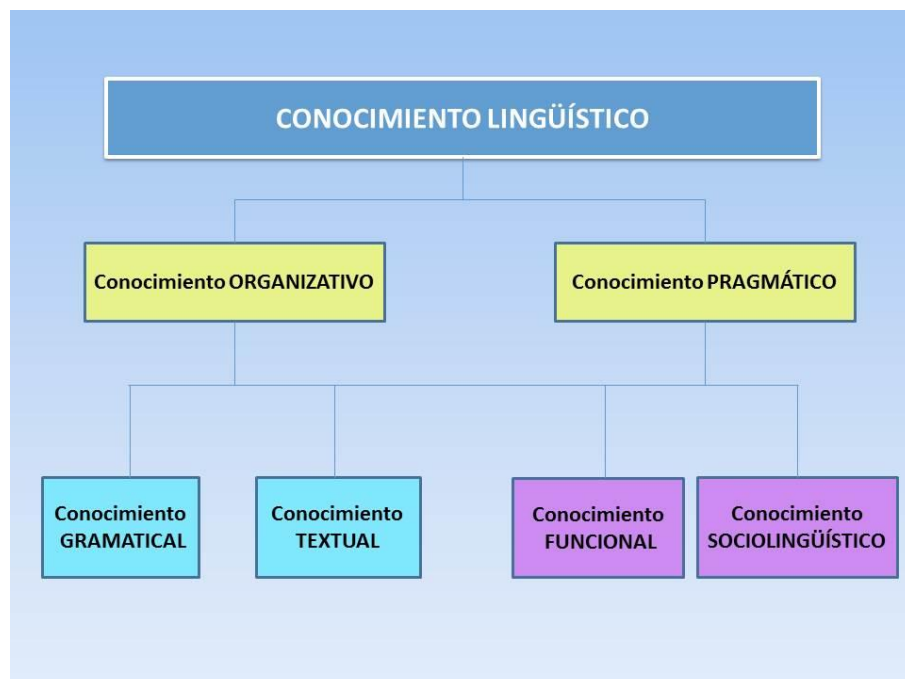 CONOCIMIENTO LINGÜÍSTICO
Conocimiento ORGANIZATIVO
Conocimiento PRAGMÁTICO
Conocimiento
GRAMATICAL
Conocimiento
TEXTUAL
Conocimiento
FUNCIONAL
Conocimiento
SOCIOLINGÜÍSTICO